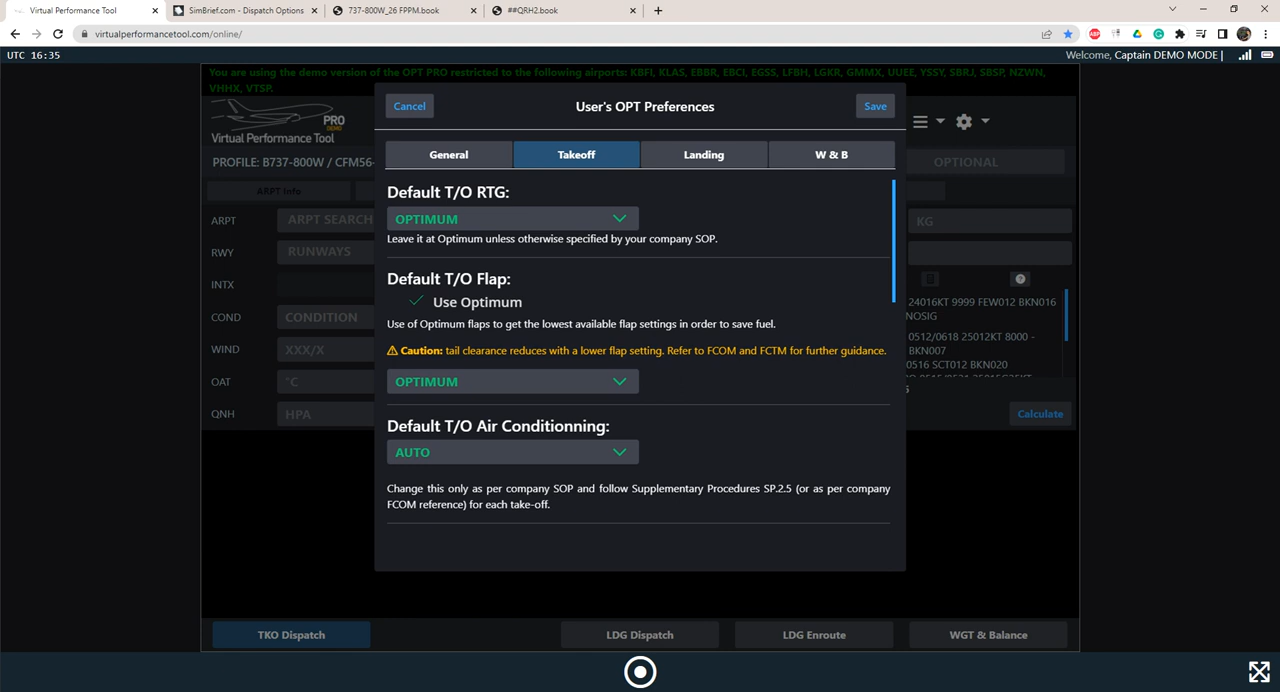 Virtual Performance Tool
SimBrief.com - Dispatch Options
737-800W_26 FPPM.book
##QRH2.book
virtualperformancetool.com/online/
UTC 16:35
Welcome, Captain DEMO MODE |
You are using the demo version of the OPT PRO restricted to the following airports: KBFI, KLAS, EBBR, EBCI, EGSS, LFBH, LGKR, GMMX, UUEE, YSSY, SBRJ, SBSP, NZWN,
VHHX, VTSP.
PRO
DEMO
Virtual Performance Tool
PROFILE: B737-800W / CFM56-
OPTIONAL
ARPT Info
ARPT
ARPT SEARCH
KG
RWY
RUNWAYS
INTX
COND
CONDITION
WIND
XXX/X
OAT
°C
QNH
HPA
24016KT 9999 FEW012 BKN016
NOSIG
0512/0618 25012KT 8000 -
BKN007
0516 SCT012 BKN020
Calculate
Cancel
User's OPT Preferences
Save
General
Takeoff
Landing
W & B
Default T/O RTG:
OPTIMUM
Leave it at Optimum unless otherwise specified by your company SOP.
Default T/O Flap:
Use Optimum
Use of Optimum flaps to get the lowest available flap settings in order to save fuel.
Caution: tail clearance reduces with a lower flap setting. Refer to FCOM and FCTM for further guidance.
OPTIMUM
Default T/O Air Conditionning:
AUTO
Change this only as per company SOP and follow Supplementary Procedures SP.2.5 (or as per company
FCOM reference) for each take-off.
TKO Dispatch
LDG Dispatch
LDG Enroute
WGT & Balance